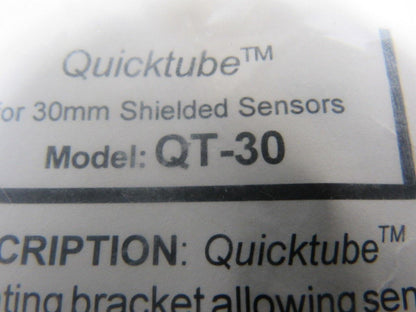 Quicktube™
for 30mm Shielded Sensors
Model: QT-30
CRIPTION: Quicktube™
ting bracket allowing sen